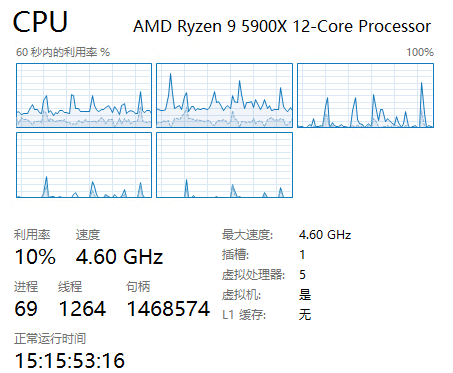 CPU AMD Ryzen 9 5900X 12-Core Processor
60 秒内的利用率 % 100%
利用率 速度 最大速度: 4.60 GHz
10% 4.60 GHz 插槽: 1
虚拟处理器: 5
进程 线程 句柄 虚拟机: 是
69 1264 1468574 L1 缓存: 无
正常运行时间
15:15:53:16